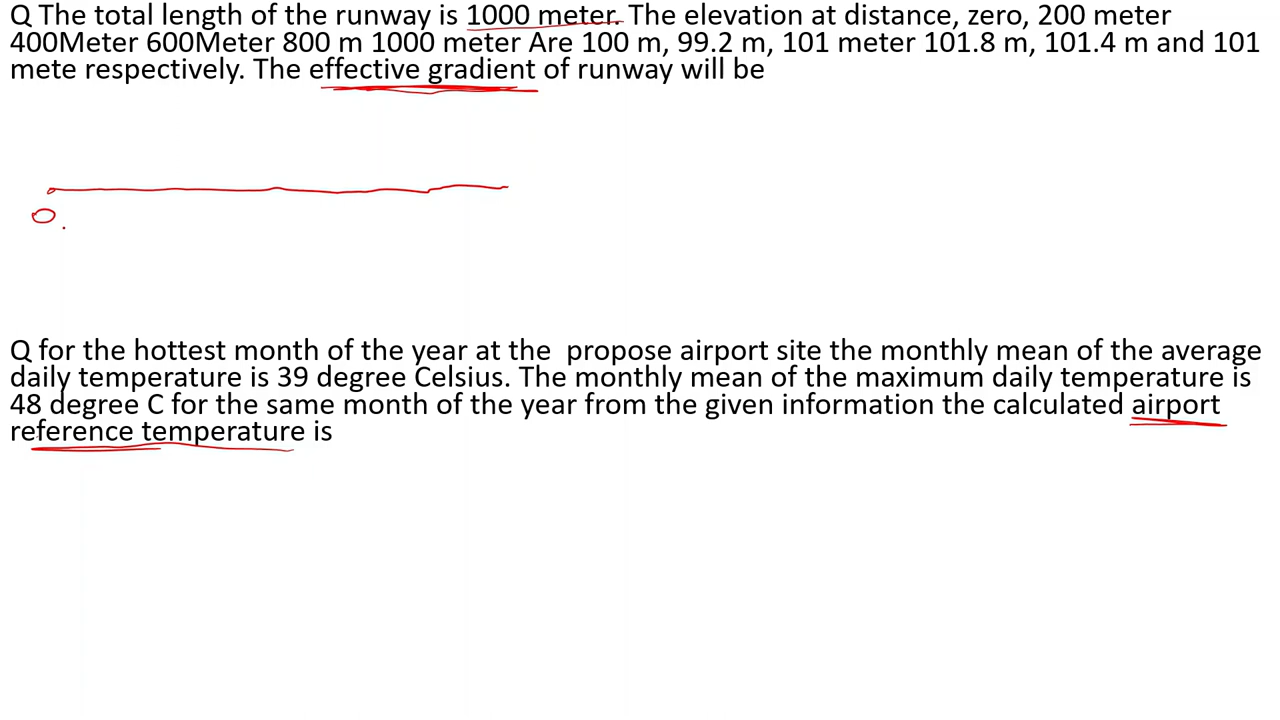 Q The total length of the runway is 1000 meter. The elevation at distance, zero, 200 meter
400Meter 600Meter 800 m 1000 meter Are 100 m, 99.2 m, 101 meter 101.8 m, 101.4 m and 101
mete respectively. The effective gradient of runway will be
0.
Q for the hottest month of the year at the  propose airport site the monthly mean of the average
daily temperature is 39 degree Celsius. The monthly mean of the maximum daily temperature is
48 degree C for the same month of the year from the given information the calculated airport
reference temperature is